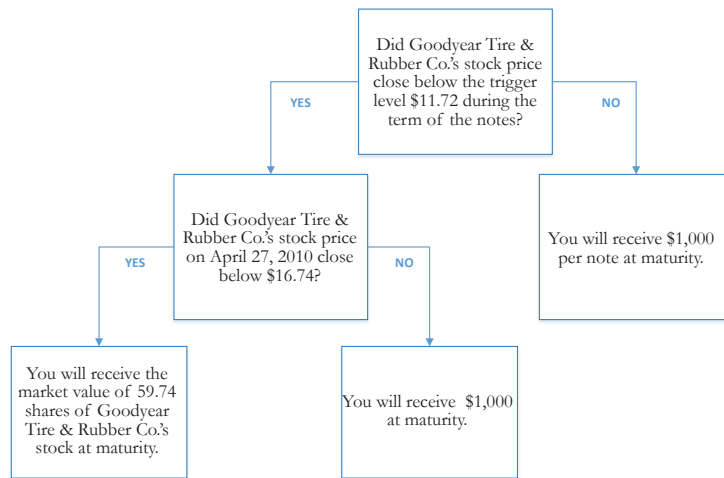 Did Goodyear Tire &
Rubber Co.'s stock price
close below the trigger
level $11.72 during the
term of the notes?
YES
NO
Did Goodyear Tire &
Rubber Co.'s stock price
on April 27, 2010 close
below $16.74?
You will receive $1,000
per note at maturity.
YES
NO
You will receive the
market value of 59.74
shares of Goodyear
Tire & Rubber Co.'s
stock at maturity.
You will receive $1,000
at maturity.